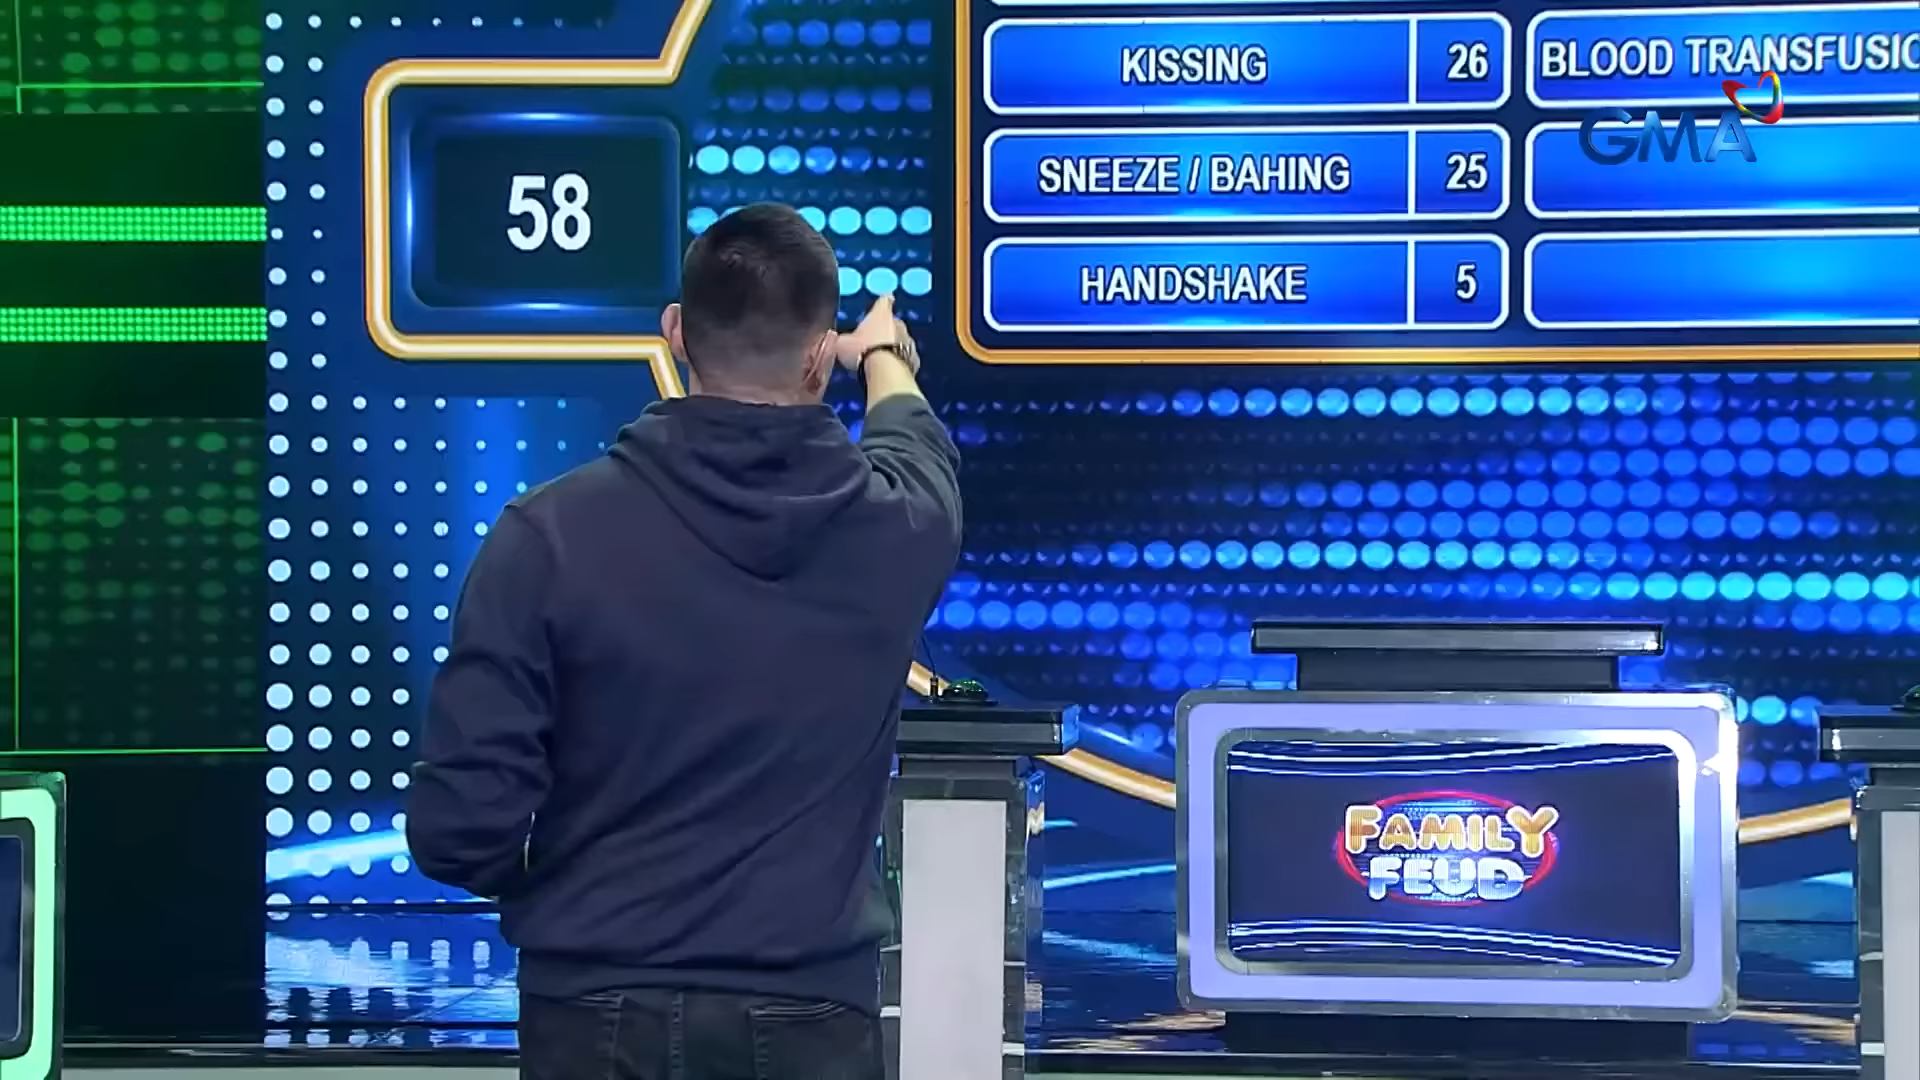 58
KISSING 26
SNEEZE / BAHING 25
HANDSHAKE 5
BLOOD TRANSFUSIO
GMA
FAMILY
FEUD